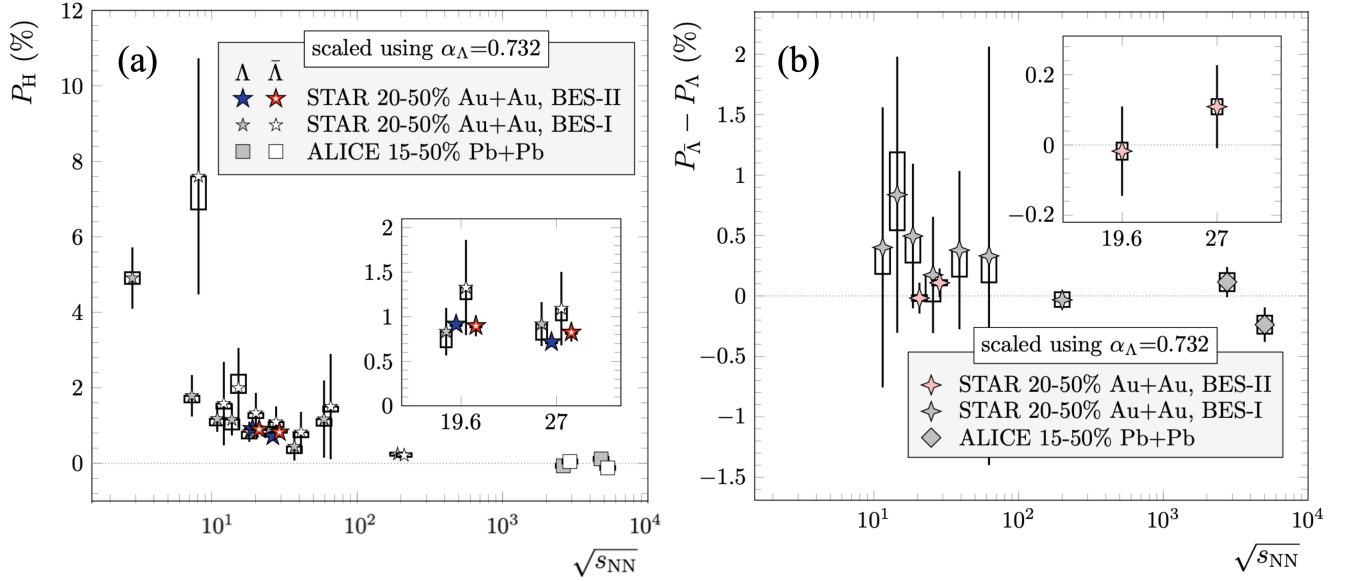 (a)
P_H (%)
12
10
8
6
4
2
0
scaled using α_Λ=0.732
Λ Λ̄
STAR 20-50% Au+Au, BES-II
STAR 20-50% Au+Au, BES-I
ALICE 15-50% Pb+Pb
2
1.5
1
0.5
0
19.6 27
10^1 10^2 10^3 10^4
√s_NN
(b)
P_Λ̄ − P_Λ (%)
2
1.5
1
0.5
0
−0.5
−1
−1.5
0.2
0
−0.2
19.6 27
scaled using α_Λ=0.732
STAR 20-50% Au+Au, BES-II
STAR 20-50% Au+Au, BES-I
ALICE 15-50% Pb+Pb
10^1 10^2 10^3 10^4
√s_NN